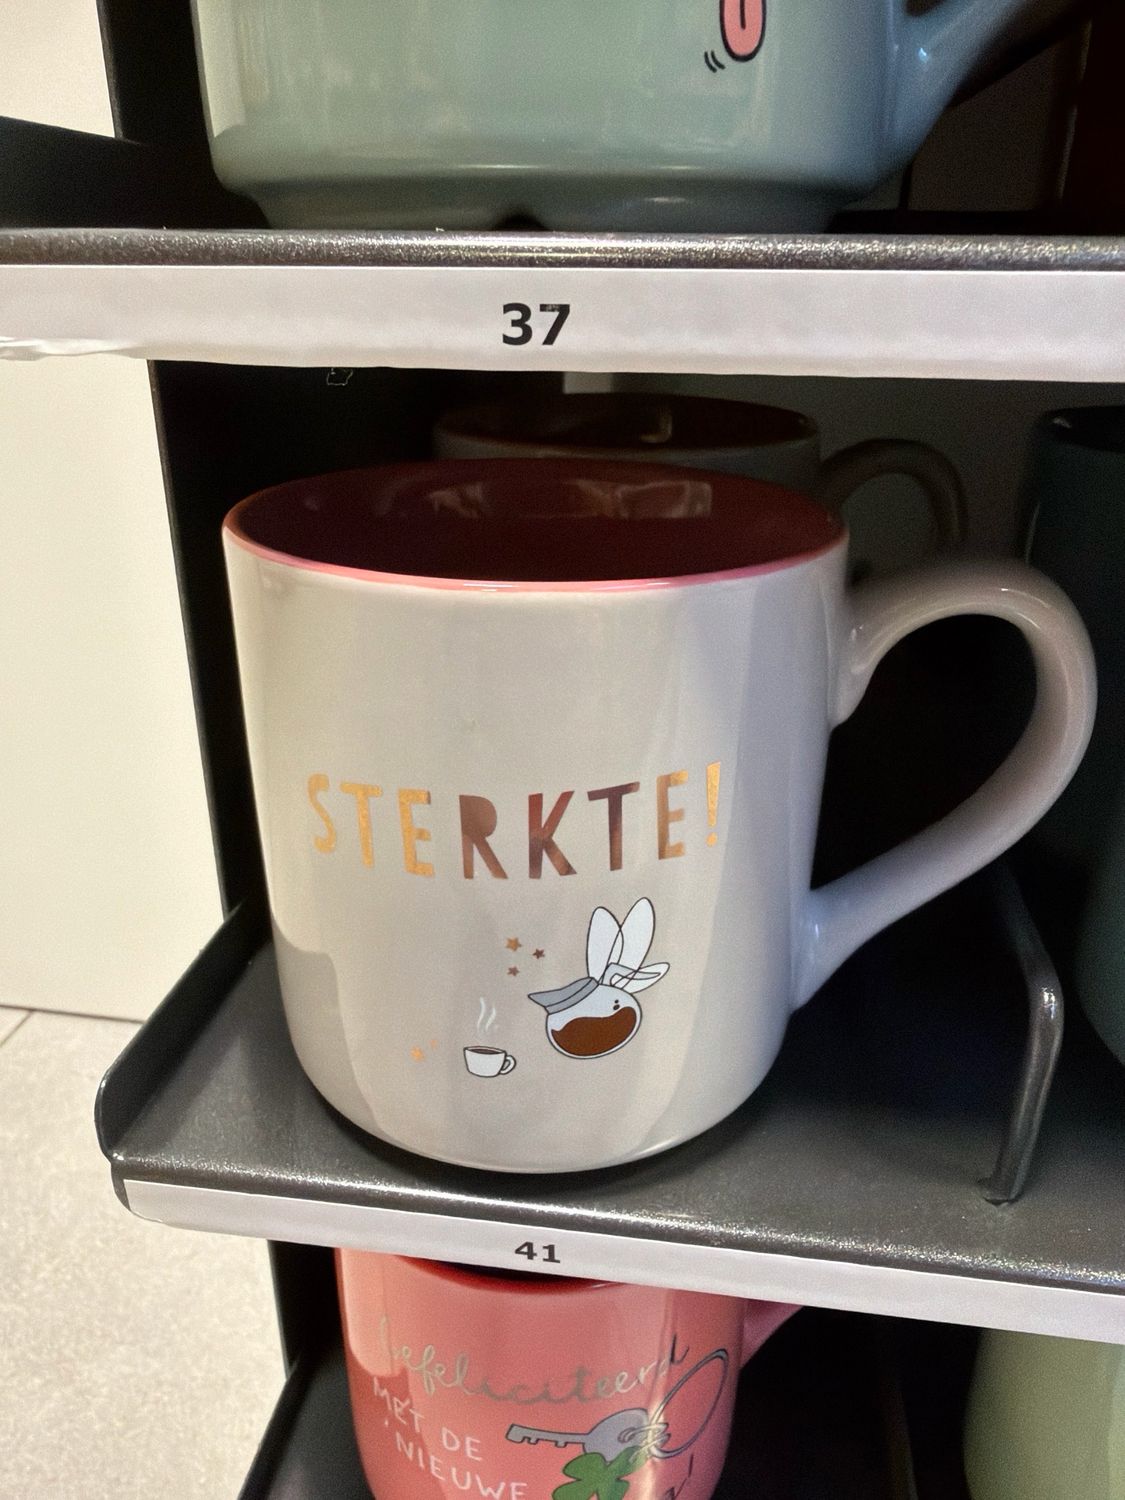 37
STERKTE!
41
Gefeliciteerd
MET DE
NIEUWE